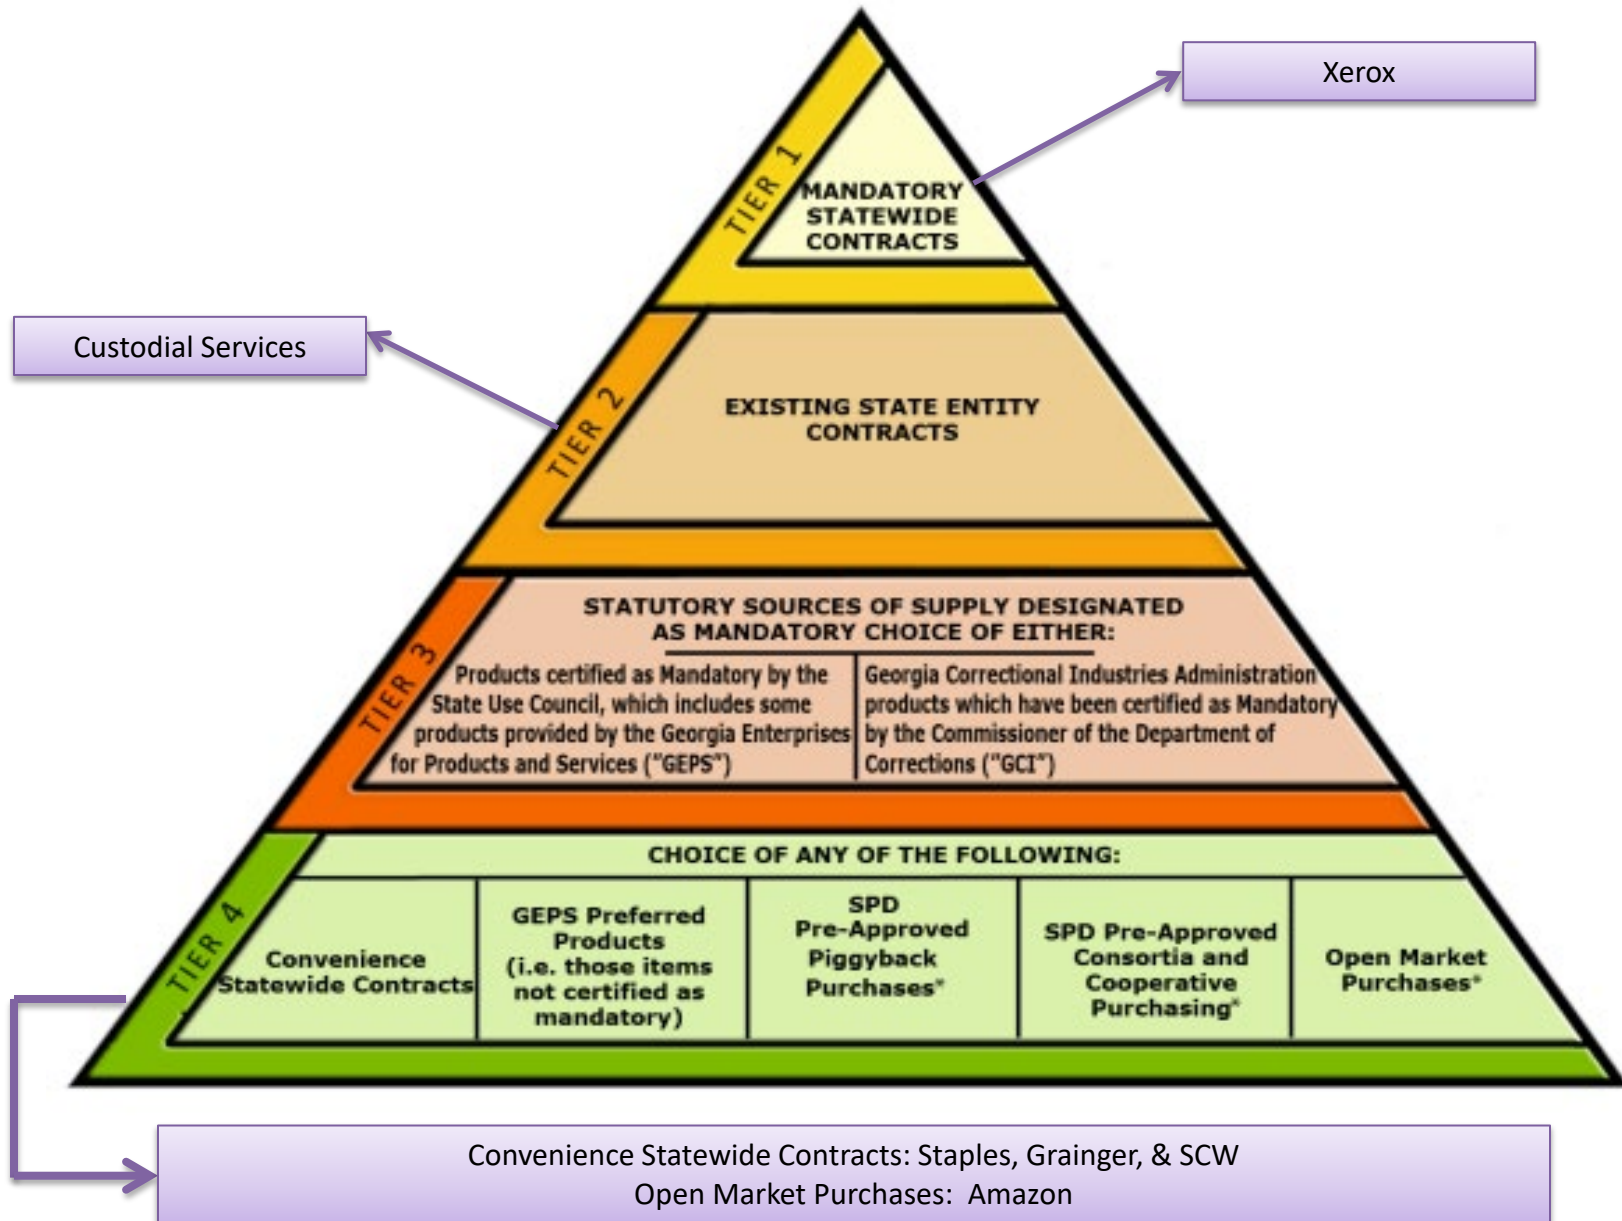 Xerox
TIER 1
MANDATORY
STATEWIDE
CONTRACTS
Custodial Services
TIER 2
EXISTING STATE ENTITY
CONTRACTS
TIER 3
STATUTORY SOURCES OF SUPPLY DESIGNATED
AS MANDATORY CHOICE OF EITHER:
Products certified as Mandatory by the
State Use Council, which includes some
products provided by the Georgia Enterprises
for Products and Services ("GEPS")
Georgia Correctional Industries Administration
products which have been certified as Mandatory
by the Commissioner of the Department of
Corrections ("GCI")
TIER 4
CHOICE OF ANY OF THE FOLLOWING:
Convenience
Statewide Contracts
GEPS Preferred
Products
(i.e. those items
not certified as
mandatory)
SPD
Pre-Approved
Piggyback
Purchases*
SPD Pre-Approved
Consortia and
Cooperative
Purchasing*
Open Market
Purchases*
Convenience Statewide Contracts: Staples, Grainger, & SCW
Open Market Purchases: Amazon